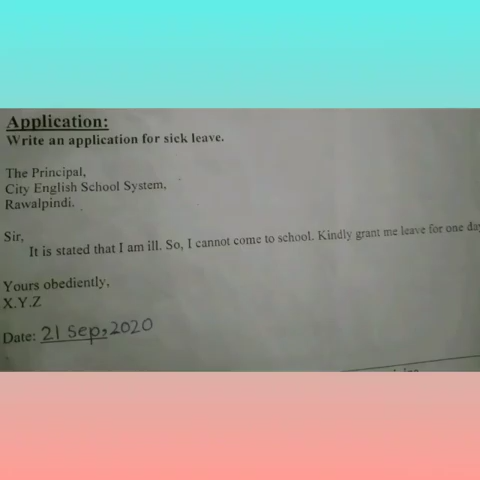 Application:
Write an application for sick leave.
The Principal,
City English School System,
Rawalpindi.
Sir,
It is stated that I am ill. So, I cannot come to school. Kindly grant me leave for one day
Yours obediently,
X.Y.Z
Date: 21 Sep, 2020